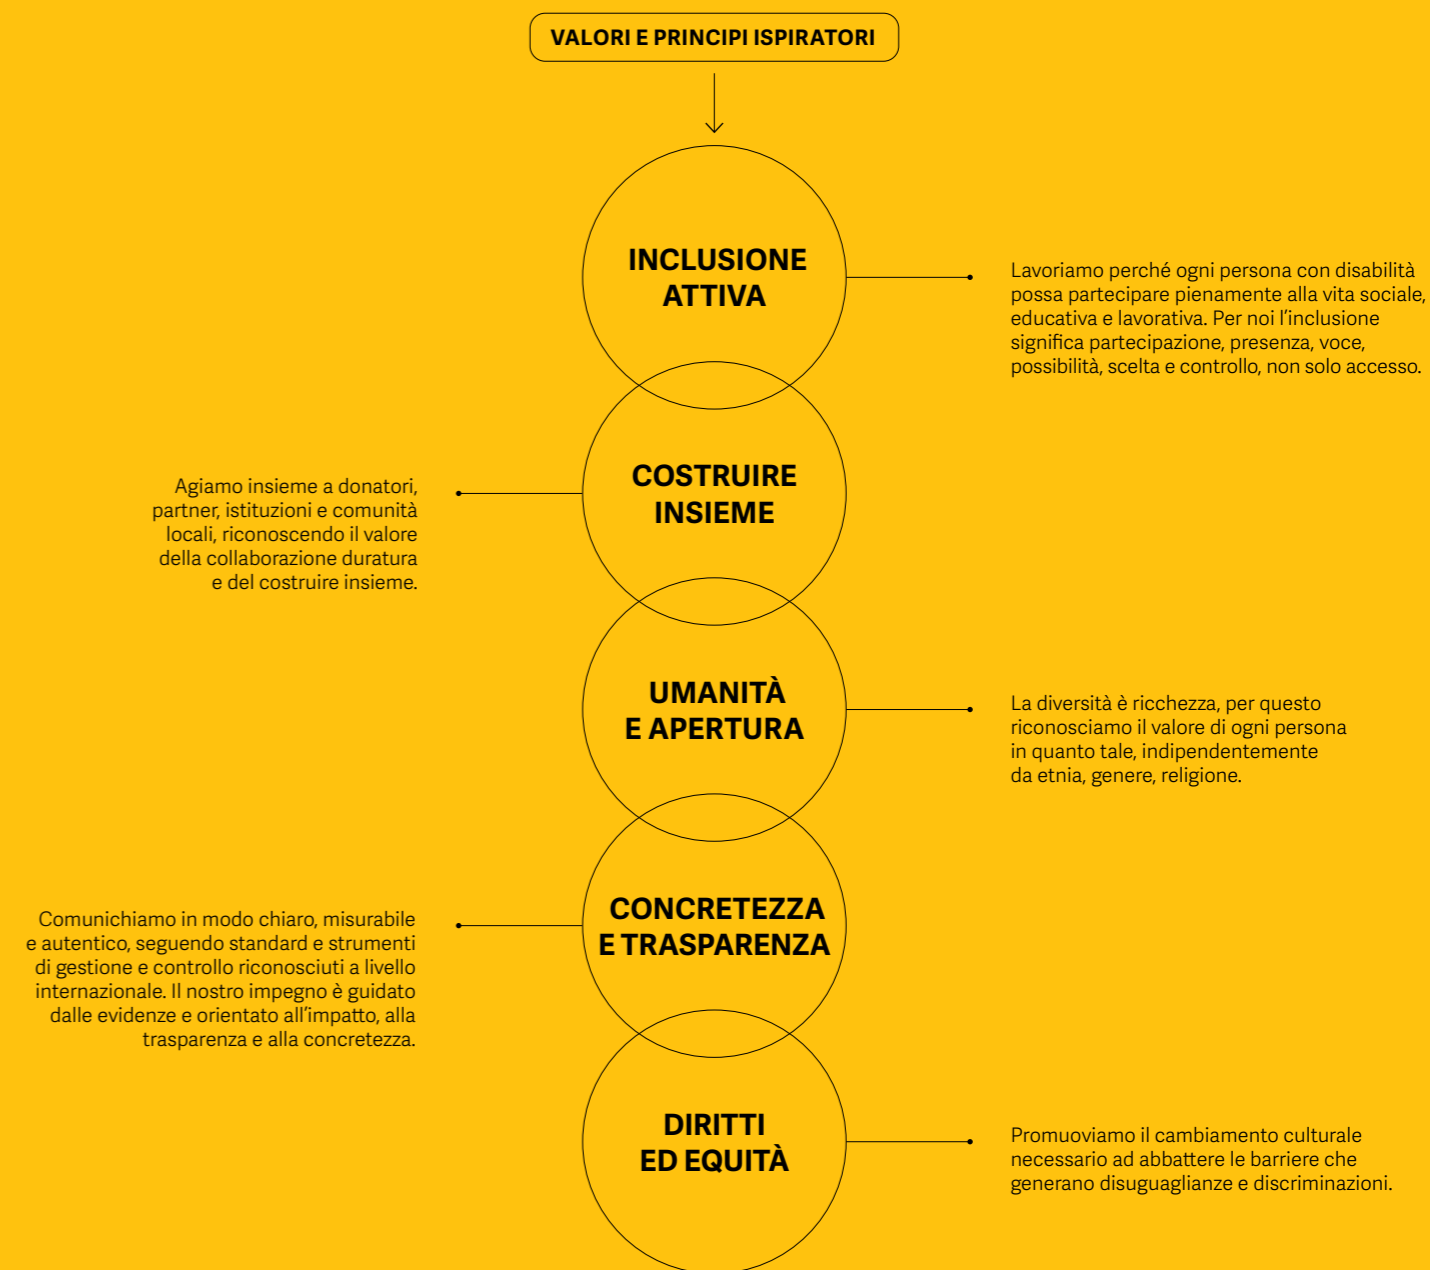 VALORI E PRINCIPI ISPIRATORI
INCLUSIONE
ATTIVA
Lavoriamo perché ogni persona con disabilità
possa partecipare pienamente alla vita sociale,
educativa e lavorativa. Per noi l’inclusione
significa partecipazione, presenza, voce,
possibilità, scelta e controllo, non solo accesso.
COSTRUIRE
INSIEME
Agiamo insieme a donatori,
partner, istituzioni e comunità
locali, riconoscendo il valore
della collaborazione duratura
e del costruire insieme.
UMANITÀ
E APERTURA
La diversità è ricchezza, per questo
riconosciamo il valore di ogni persona
in quanto tale, indipendentemente
da etnia, genere, religione.
CONCRETEZZA
E TRASPARENZA
Comunichiamo in modo chiaro, misurabile
e autentico, seguendo standard e strumenti
di gestione e controllo riconosciuti a livello
internazionale. Il nostro impegno è guidato
dalle evidenze e orientato all’impatto, alla
trasparenza e alla concretezza.
DIRITTI
ED EQUITÀ
Promuoviamo il cambiamento culturale
necessario ad abbattere le barriere che
generano disuguaglianze e discriminazioni.